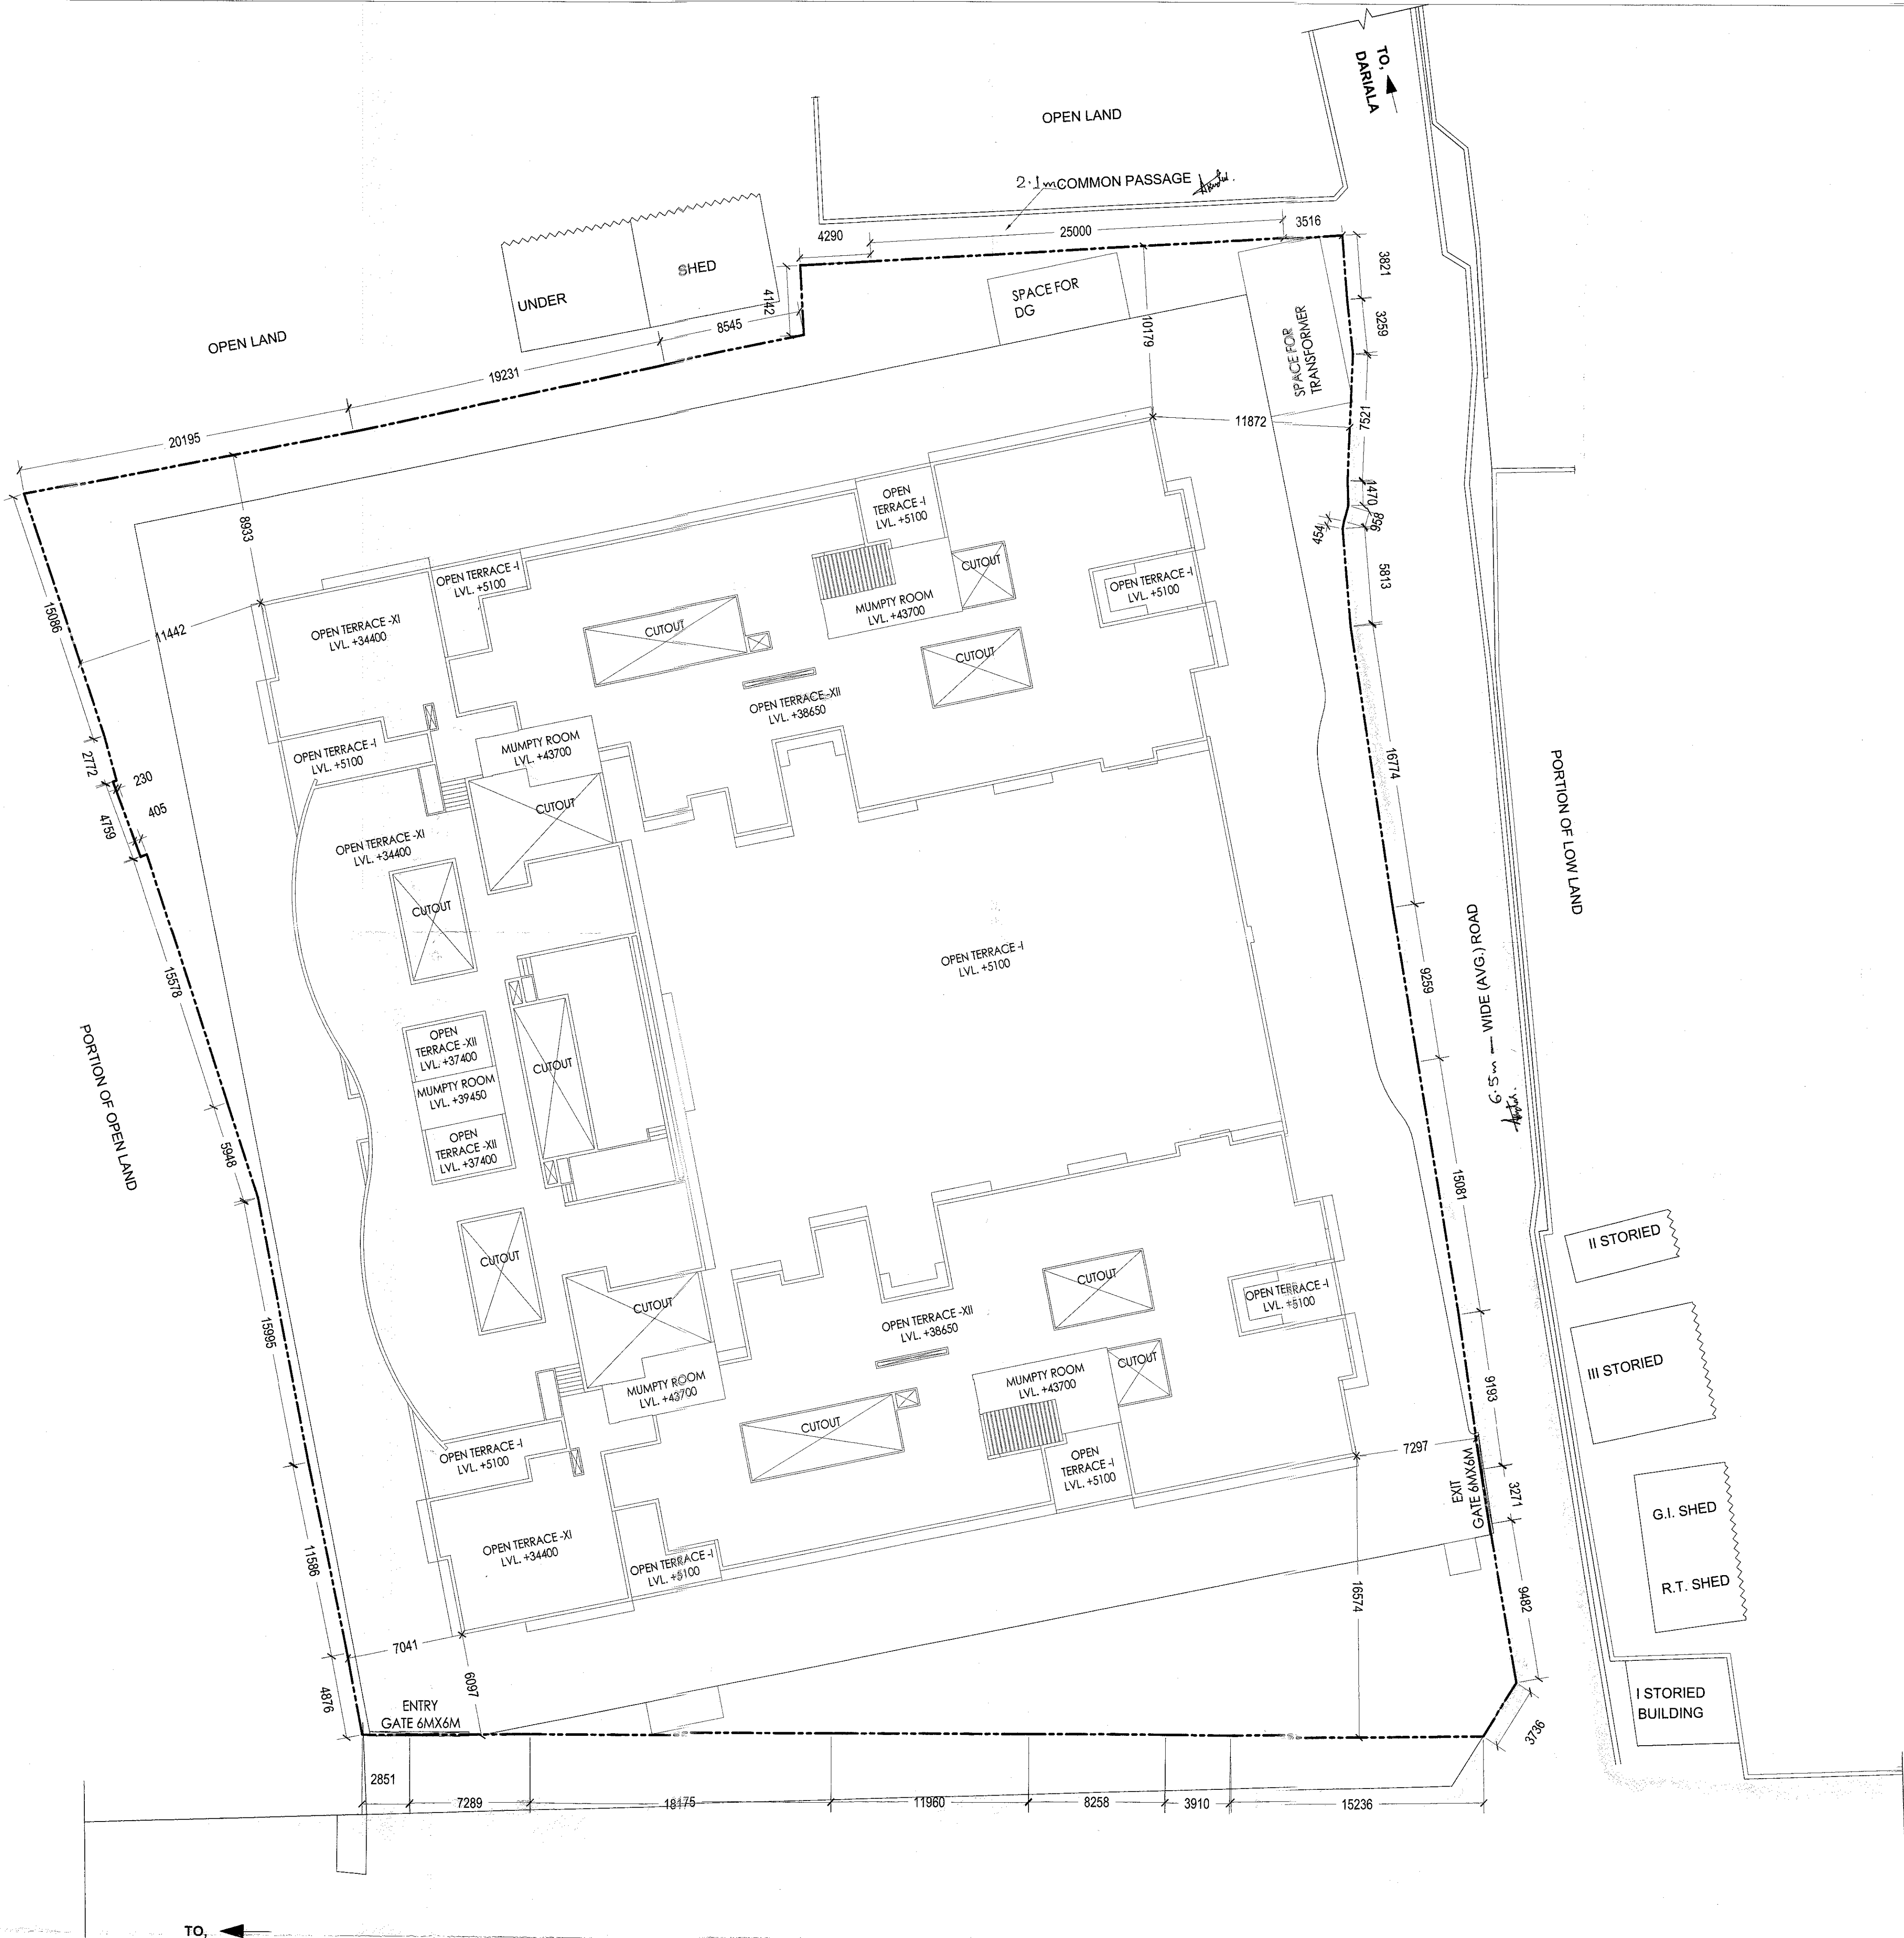 TO,
DARIALA
OPEN LAND
2.1m COMMON PASSAGE
4290
25000
3516
3821
3259
7521
1470
958
454
5813
SHED
UNDER
4142
8545
19231
20195
OPEN LAND
SPACE FOR
DG
10179
SPACE FOR
TRANSFORMER
11872
8933
15086
11442
2772
230
405
4759
15578
5948
15995
11586
4876
PORTION OF OPEN LAND
OPEN
TERRACE -I
LVL. +5100
CUTOUT
OPEN TERRACE -I
LVL. +5100
OPEN TERRACE -I
LVL. +5100
MUMPTY ROOM
LVL. +43700
OPEN TERRACE -XI
LVL. +34400
CUTOUT
CUTOUT
OPEN TERRACE -XII
LVL. +38650
OPEN TERRACE -I
LVL. +5100
MUMPTY ROOM
LVL. +43700
CUTOUT
OPEN TERRACE -XI
LVL. +34400
CUTOUT
OPEN TERRACE -I
LVL. +5100
OPEN
TERRACE -XII
LVL. +37400
MUMPTY ROOM
LVL. +39450
OPEN
TERRACE -XII
LVL. +37400
CUTOUT
CUTOUT
CUTOUT
CUTOUT
OPEN TERRACE -I
LVL. +5100
OPEN TERRACE -XII
LVL. +38650
MUMPTY ROOM
LVL. +43700
CUTOUT
MUMPTY ROOM
LVL. +43700
CUTOUT
OPEN TERRACE -I
LVL. +5100
OPEN
TERRACE -I
LVL. +5100
OPEN TERRACE -XI
LVL. +34400
OPEN TERRACE -I
LVL. +5100
16774
9259
15081
9193
3271
9482
3736
6.5m — WIDE (AVG.) ROAD
PORTION OF LOW LAND
II STORIED
III STORIED
G.I. SHED
R.T. SHED
I STORIED
BUILDING
7297
EXIT
GATE 6MX6M
16574
7041
6097
ENTRY
GATE 6MX6M
2851
7289
18175
11960
8258
3910
15236
TO,